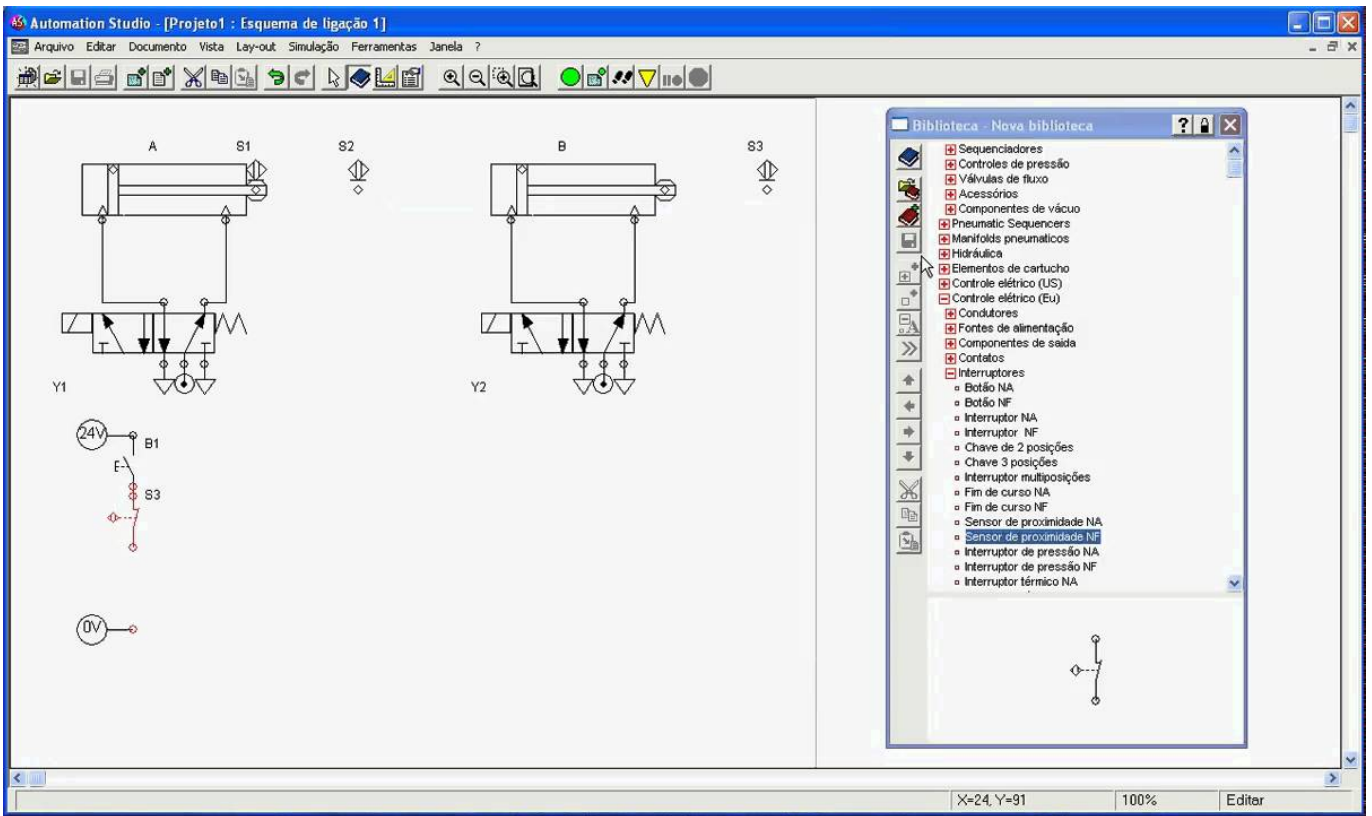 Automation Studio - [Projeto1 : Esquema de ligação 1]
Arquivo Editar Documento Vista Lay-out Simulação Ferramentas Janela ?
A S1 S2 B S3
Y1
Y2
24V
B1
S3
0V
Biblioteca - Nova biblioteca
Sequenciadores
Controles de pressão
Válvulas de fluxo
Acessórios
Componentes de vácuo
Pneumatic Sequencers
Manifolds pneumaticos
Hidráulica
Elementos de cartucho
Controle elétrico (US)
Controle elétrico (Eu)
Condutores
Fontes de alimentação
Componentes de saida
Contatos
Interruptores
Botão NA
Botão NF
Interruptor NA
Interruptor NF
Chave de 2 posições
Chave 3 posições
Interruptor multiposições
Fim de curso NA
Fim de curso NF
Sensor de proximidade NA
Sensor de proximidade NF
Interruptor de pressão NA
Interruptor de pressão NF
Interruptor térmico NA
X=24, Y=91 100% Editar